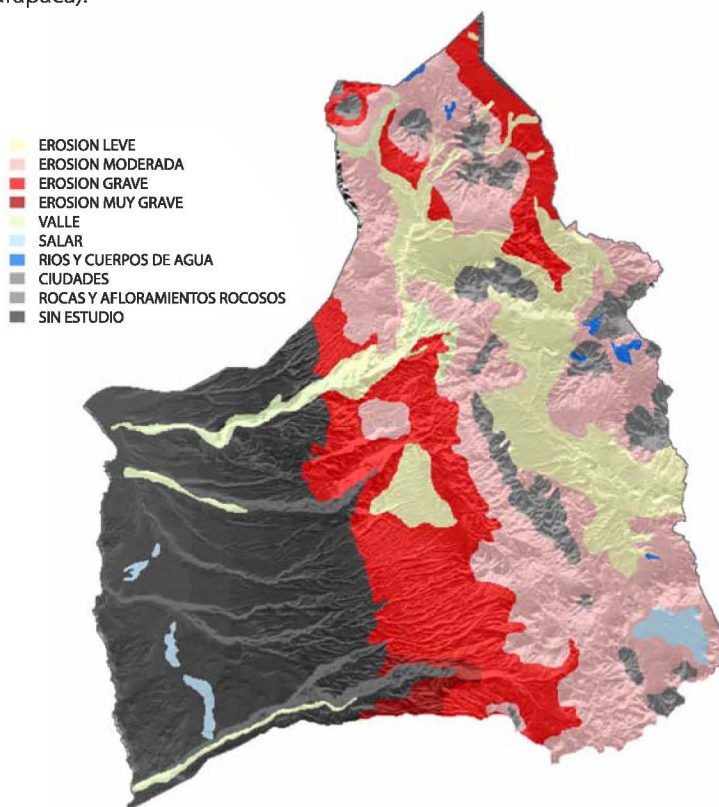 EROSION LEVE
EROSION MODERADA
EROSION GRAVE
EROSION MUY GRAVE
VALLE
SALAR
RIOS Y CUERPOS DE AGUA
CIUDADES
ROCAS Y AFLORAMIENTOS ROCOSOS
SIN ESTUDIO